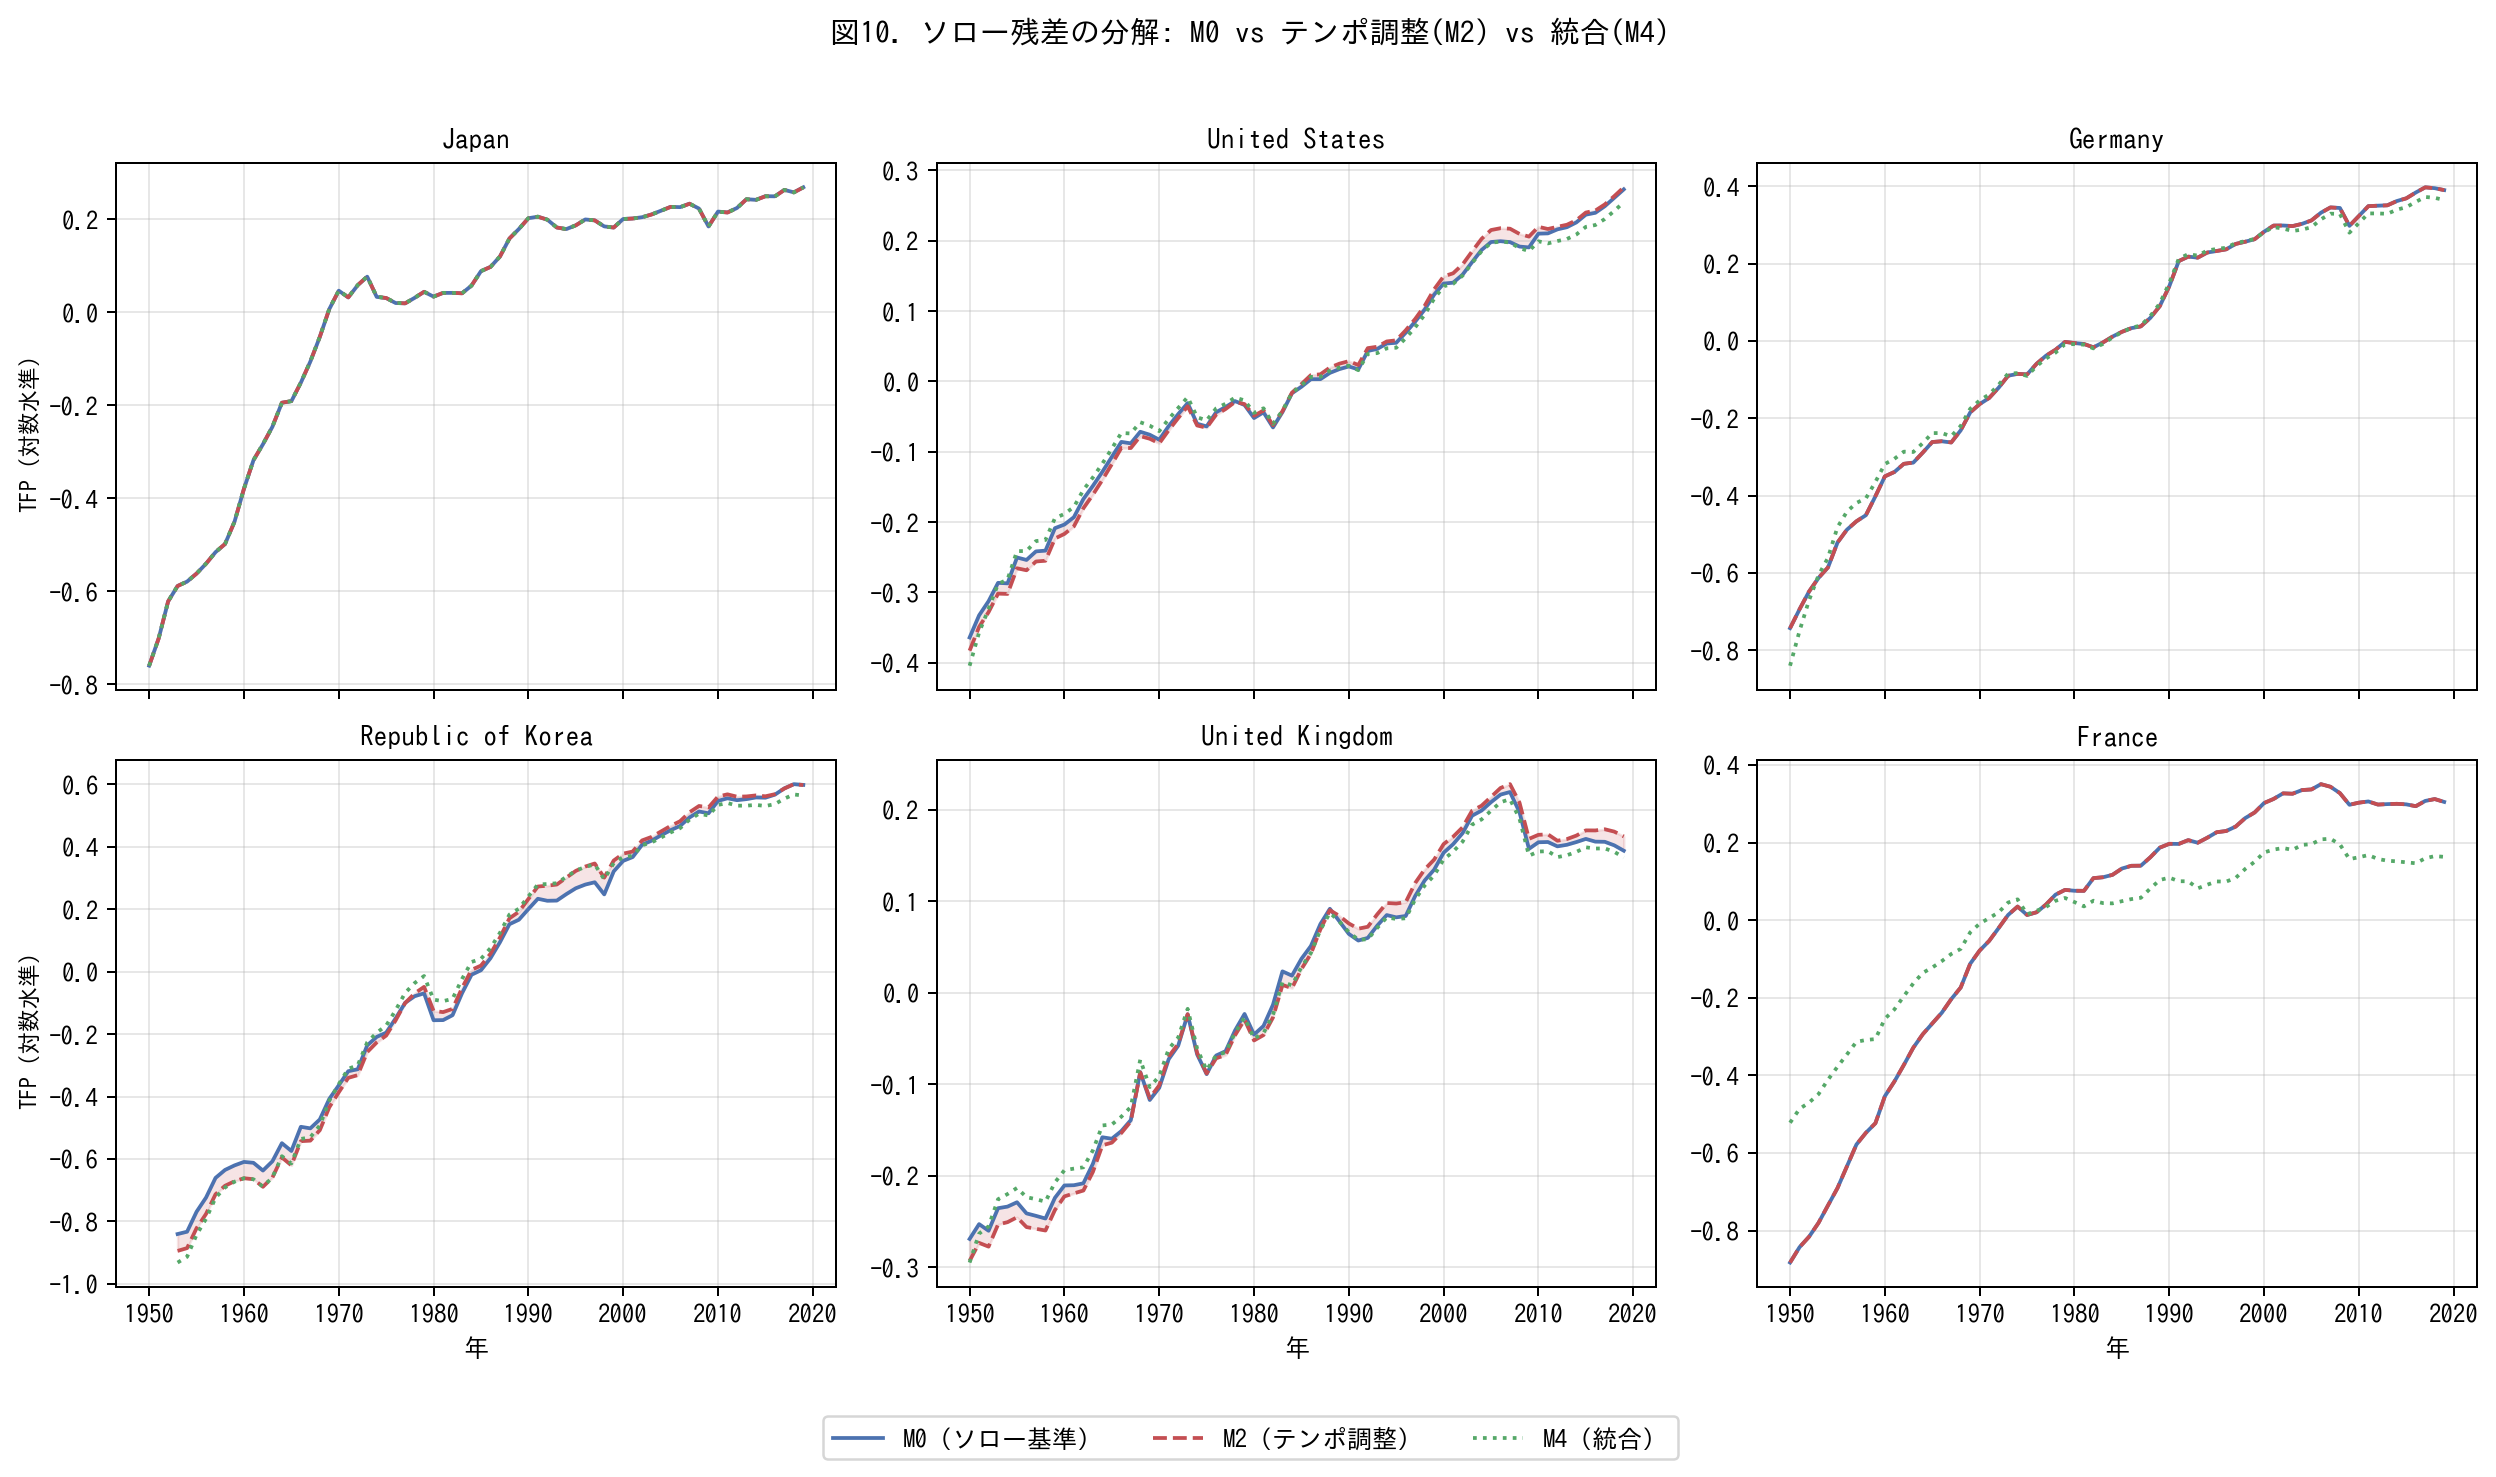 図10. ソロー残差の分解: M0 vs テンポ調整(M2) vs 統合(M4)
Japan
United States
Germany
TFP (対数水準)
0.2
0.0
−0.2
−0.4
−0.6
−0.8
0.3
0.2
0.1
0.0
−0.1
−0.2
−0.3
−0.4
0.4
0.2
0.0
−0.2
−0.4
−0.6
−0.8
Republic of Korea
United Kingdom
France
TFP (対数水準)
0.6
0.4
0.2
0.0
−0.2
−0.4
−0.6
−0.8
−1.0
0.2
0.1
0.0
−0.1
−0.2
−0.3
0.4
0.2
0.0
−0.2
−0.4
−0.6
−0.8
1950 1960 1970 1980 1990 2000 2010 2020
1950 1960 1970 1980 1990 2000 2010 2020
1950 1960 1970 1980 1990 2000 2010 2020
年
年
年
M0 (ソロー基準)
M2 (テンポ調整)
M4 (統合)